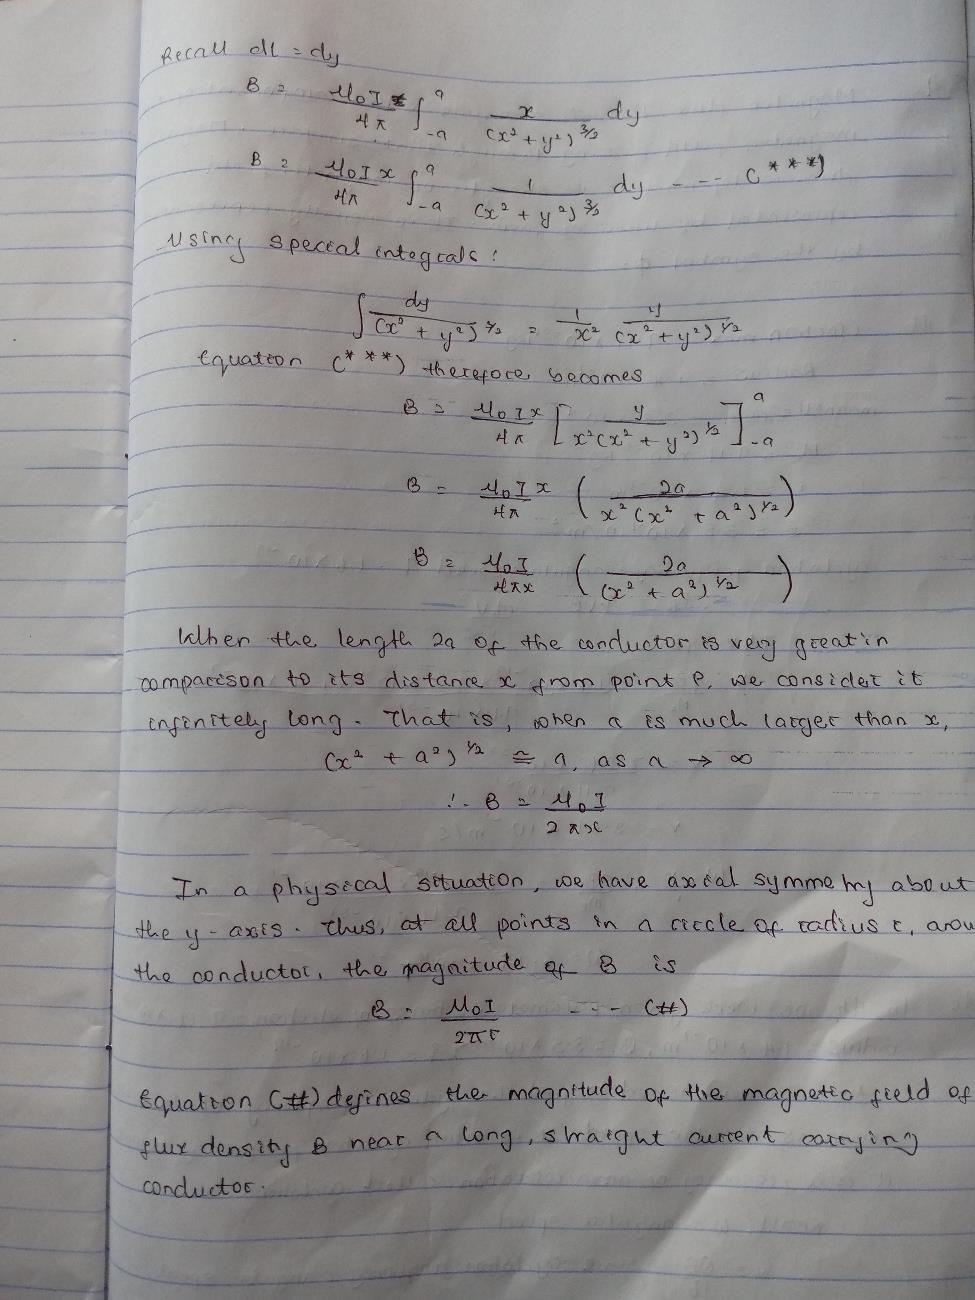 Recall dl = dy
B = μ₀I/4π ∫₋ₐᵃ x/(x² + y²)^3/2 dy
B = μ₀Ix/4π ∫₋ₐᵃ 1/(x² + y²)^3/2 dy - - - - (***)
Using special integrals:
∫ dy/(x² + y²)^3/2 = 1/x² y/(x² + y²)^1/2
Equation (***) therefore becomes
B = μ₀Ix/4π [y/x²(x² + y²)^1/2]₋ₐᵃ
B = μ₀Ix/4π (2a/x²(x² + a²)^1/2)
B = μ₀I/4πx (2a/(x² + a²)^1/2)
When the length 2a of the conductor is very great in
comparison to its distance x from point P, we consider it
infinitely long. That is, when a is much larger than x,
(x² + a²)^1/2 ≅ a, as a → ∞
∴ B = μ₀I/2πx
In a physical situation, we have axial symmetry about
the y-axis. Thus, at all points in a circle of radius r, arou
the conductor, the magnitude of B is
B = μ₀I/2πr - - - (#)
Equation (#) defines the magnitude of the magnetic field of
flux density B near a long, straight current carrying
conductor.